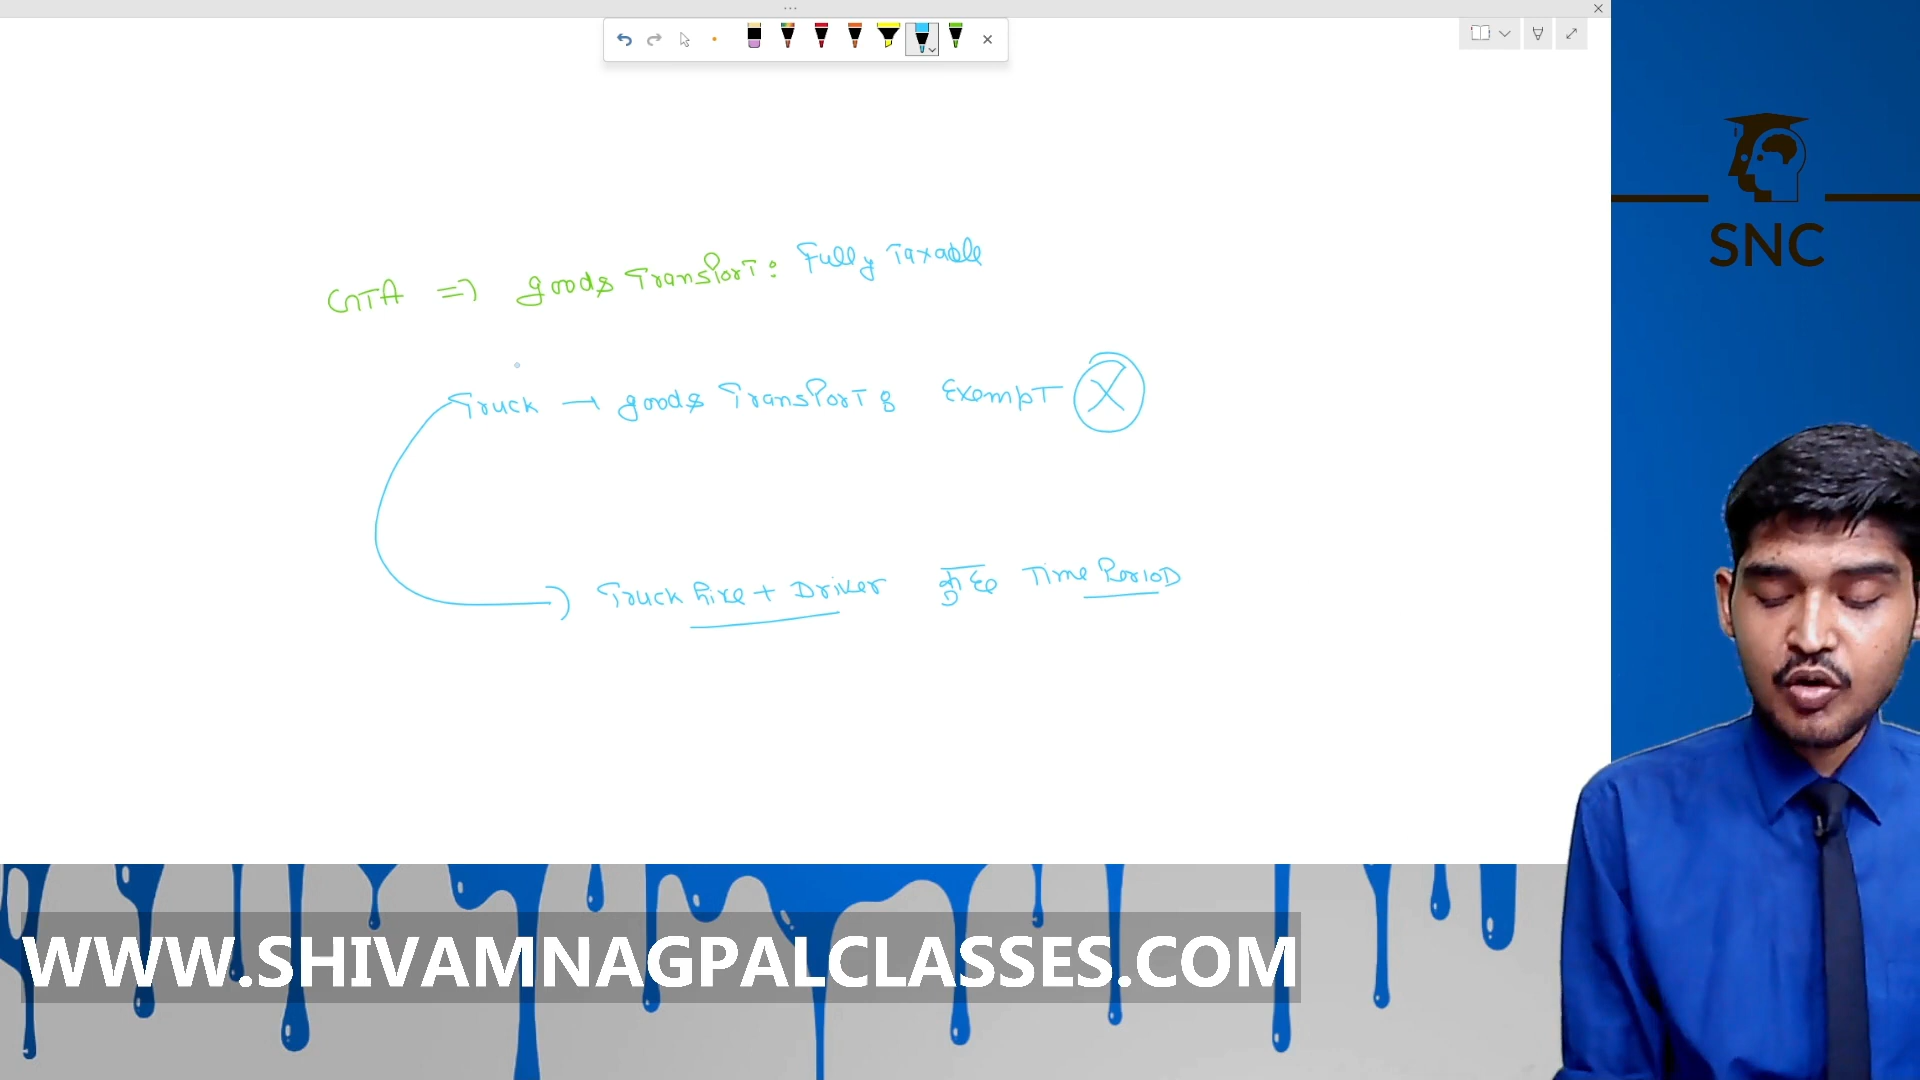 SNC
GTA => goods Transport: Fully Taxable
Truck → goods Transport : Exempt X
Truck hire + Driver कुछ Time Period
WWW.SHIVAMNAGPALCLASSES.COM